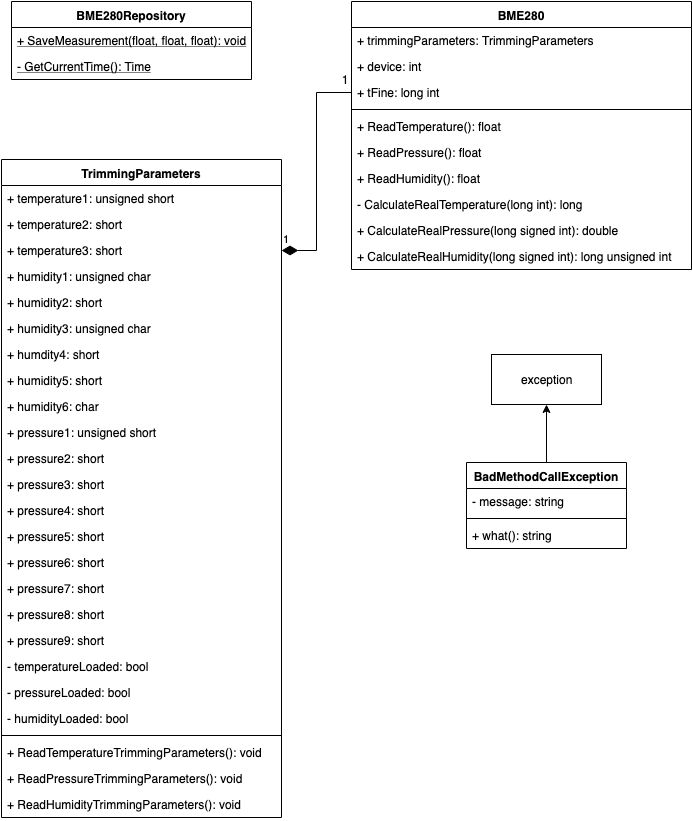 BME280Repository
+ SaveMeasurement(float, float, float): void
- GetCurrentTime(): Time
BME280
+ trimmingParameters: TrimmingParameters
+ device: int
+ tFine: long int
+ ReadTemperature(): float
+ ReadPressure(): float
+ ReadHumidity(): float
- CalculateRealTemperature(long int): long
+ CalculateRealPressure(long signed int): double
+ CalculateRealHumidity(long signed int): long unsigned int
1
1
TrimmingParameters
+ temperature1: unsigned short
+ temperature2: short
+ temperature3: short
+ humidity1: unsigned char
+ humidity2: short
+ humidity3: unsigned char
+ humdity4: short
+ humidity5: short
+ humidity6: char
+ pressure1: unsigned short
+ pressure2: short
+ pressure3: short
+ pressure4: short
+ pressure5: short
+ pressure6: short
+ pressure7: short
+ pressure8: short
+ pressure9: short
- temperatureLoaded: bool
- pressureLoaded: bool
- humidityLoaded: bool
+ ReadTemperatureTrimmingParameters(): void
+ ReadPressureTrimmingParameters(): void
+ ReadHumidityTrimmingParameters(): void
exception
BadMethodCallException
- message: string
+ what(): string